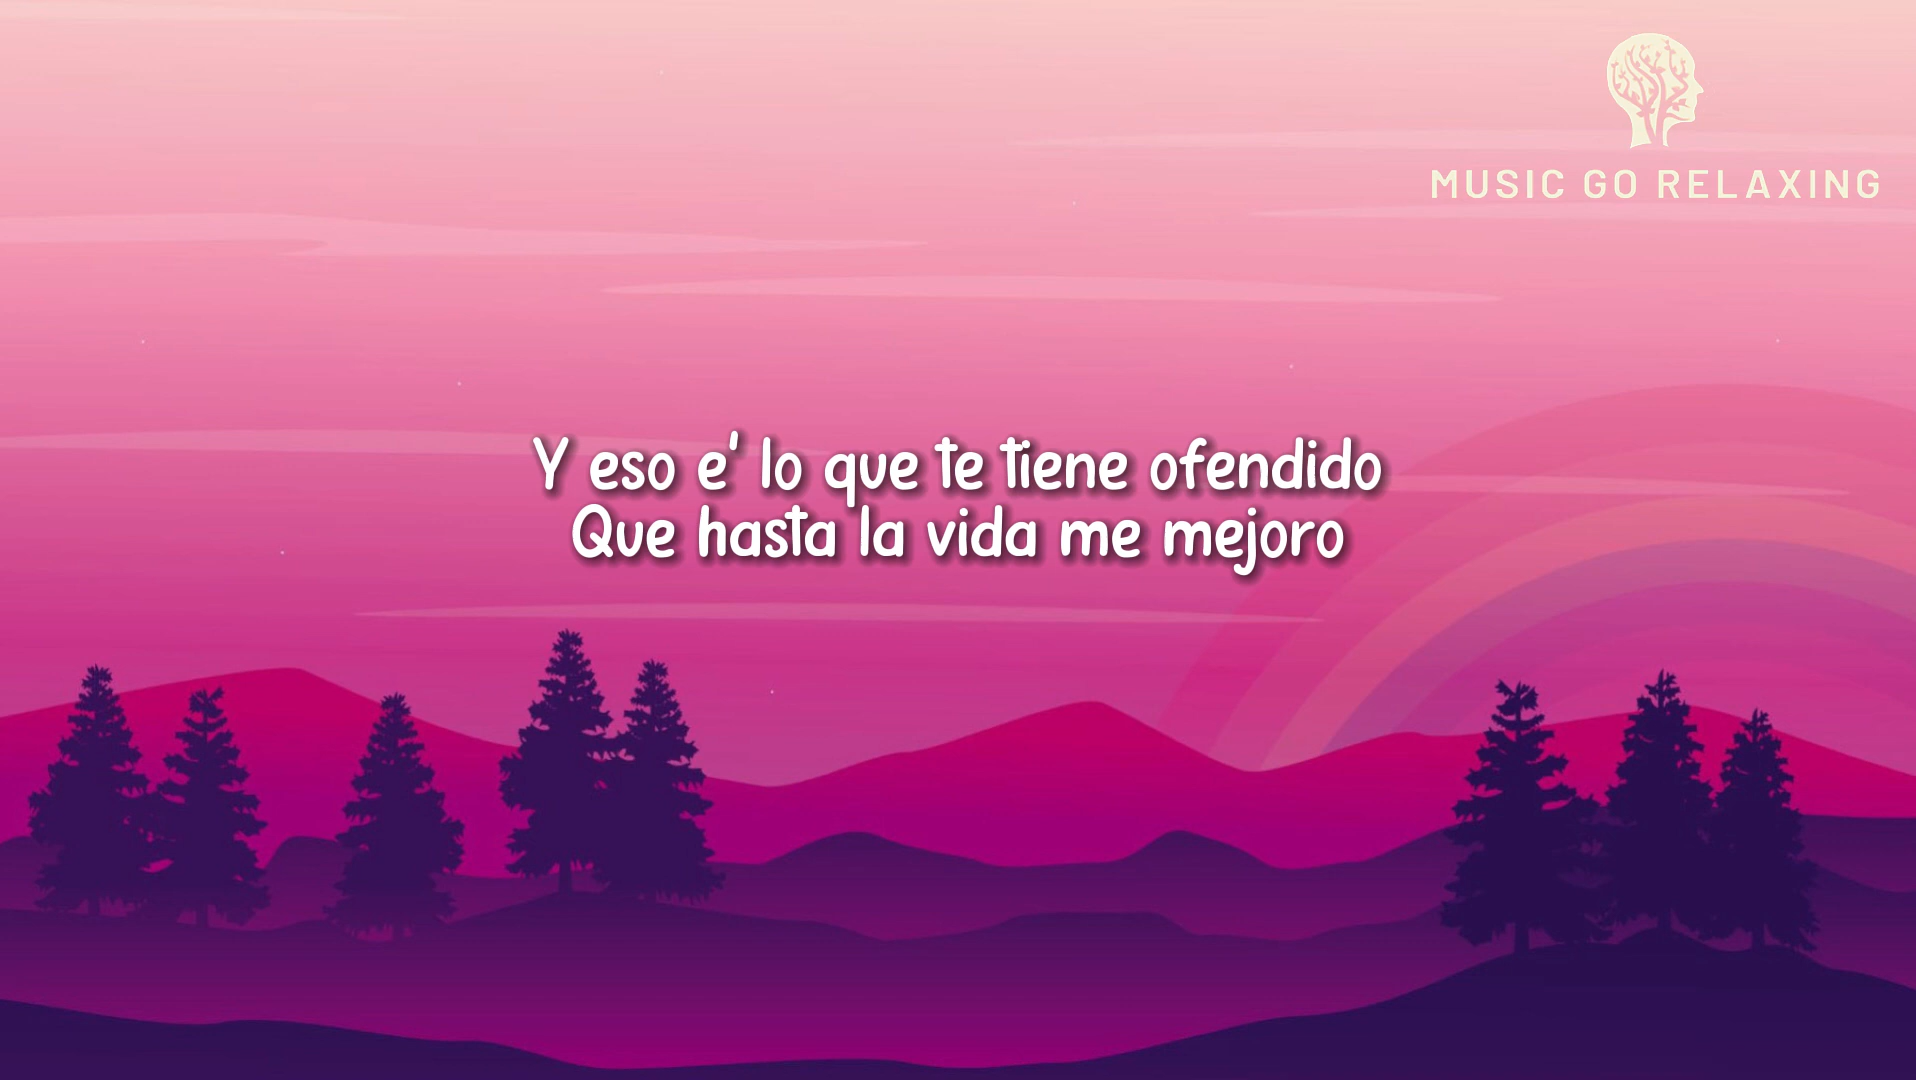 MUSIC GO RELAXING
Y eso e' lo que te tiene ofendido
Que hasta la vida me mejoro